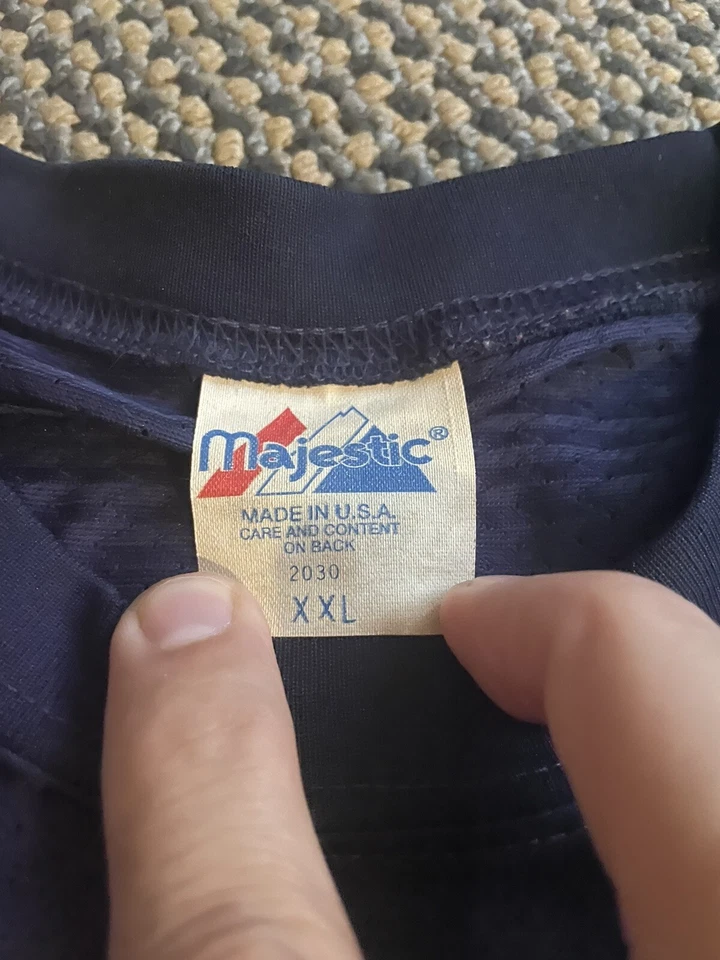 Majestic®
MADE IN U.S.A.
CARE AND CONTENT
ON BACK
2030
XXL